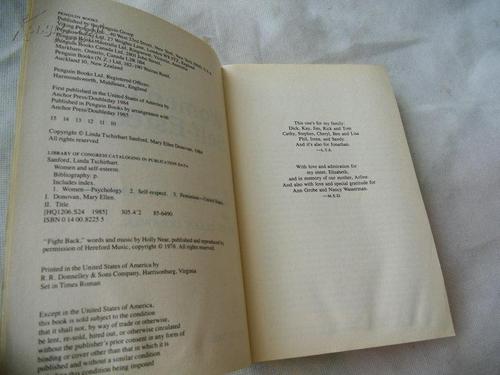 PENGUIN BOOKS
Published by the Penguin Group
Viking Penguin Inc., 40 West 23rd Street, New York, New York 10010, U.S.A.
Penguin Books Ltd, 27 Wrights Lane, London W8 5TZ, England
Penguin Books Australia Ltd, Ringwood, Victoria, Australia
Penguin Books Canada Ltd, 2801 John Street,
Markham, Ontario, Canada L3R 1B4
Penguin Books (N.Z.) Ltd, 182-190 Wairau Road,
Auckland 10, New Zealand
Penguin Books Ltd, Registered Offices:
Harmondsworth, Middlesex, England
First published in the United States of America by
Anchor Press/Doubleday 1984
Published in Penguin Books by arrangement with
Anchor Press/Doubleday 1985
15 14 13 12 11 10
Copyright © Linda Tschirhart Sanford, Mary Ellen Donovan, 1984
LIBRARY OF CONGRESS CATALOGING IN PUBLICATION DATA
Sanford, Linda Tschirhart.
Women and self-esteem.
Bibliography: p.
Includes index.
1. Women—Psychology 2. Self-respect. 3. Feminism—United States.
I. Donovan, Mary Ellen.
II. Title.
[HQ1206.S24 1985] 305.4'2 85-6490
ISBN 0 14 00.8225 5
"Fight Back," words and music by Holly Near, published and reproduced by
permission of Hereford Music, copyright © 1978. All rights reserved.
Printed in the United States of America by
R. R. Donnelley & Sons Company, Harrisonburg, Virginia
Set in Times Roman
Except in the United States of America,
this book is sold subject to the condition
that it shall not, by way of trade or otherwise,
be lent, re-sold, hired out, or otherwise circulated
without the publisher's prior consent in any form of
binding or cover other than that in which it is
published and without a similar condition
including this condition being imposed
This one's for my family:
Dick, Kay, Jim, Rick and Tom
Cathy, Stephen, Cheryl, Ben and Lisa
Phil, Irene, and Sandy.
And it's also for Jonathan.
—L.T.S.
With love and admiration for
my sister, Elizabeth,
and in memory of our mother, Arline.
And also with love and special gratitude for
Ann Grobe and Nancy Wasserman.
—M.E.D.